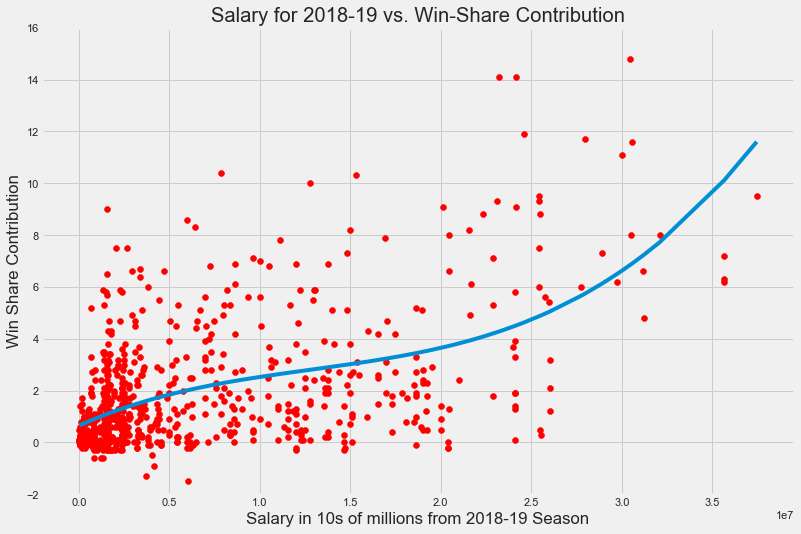 Salary for 2018-19 vs. Win-Share Contribution
16
14
12
10
8
6
4
2
0
−2
Win Share Contribution
0.0 0.5 1.0 1.5 2.0 2.5 3.0 3.5
1e7
Salary in 10s of millions from 2018-19 Season